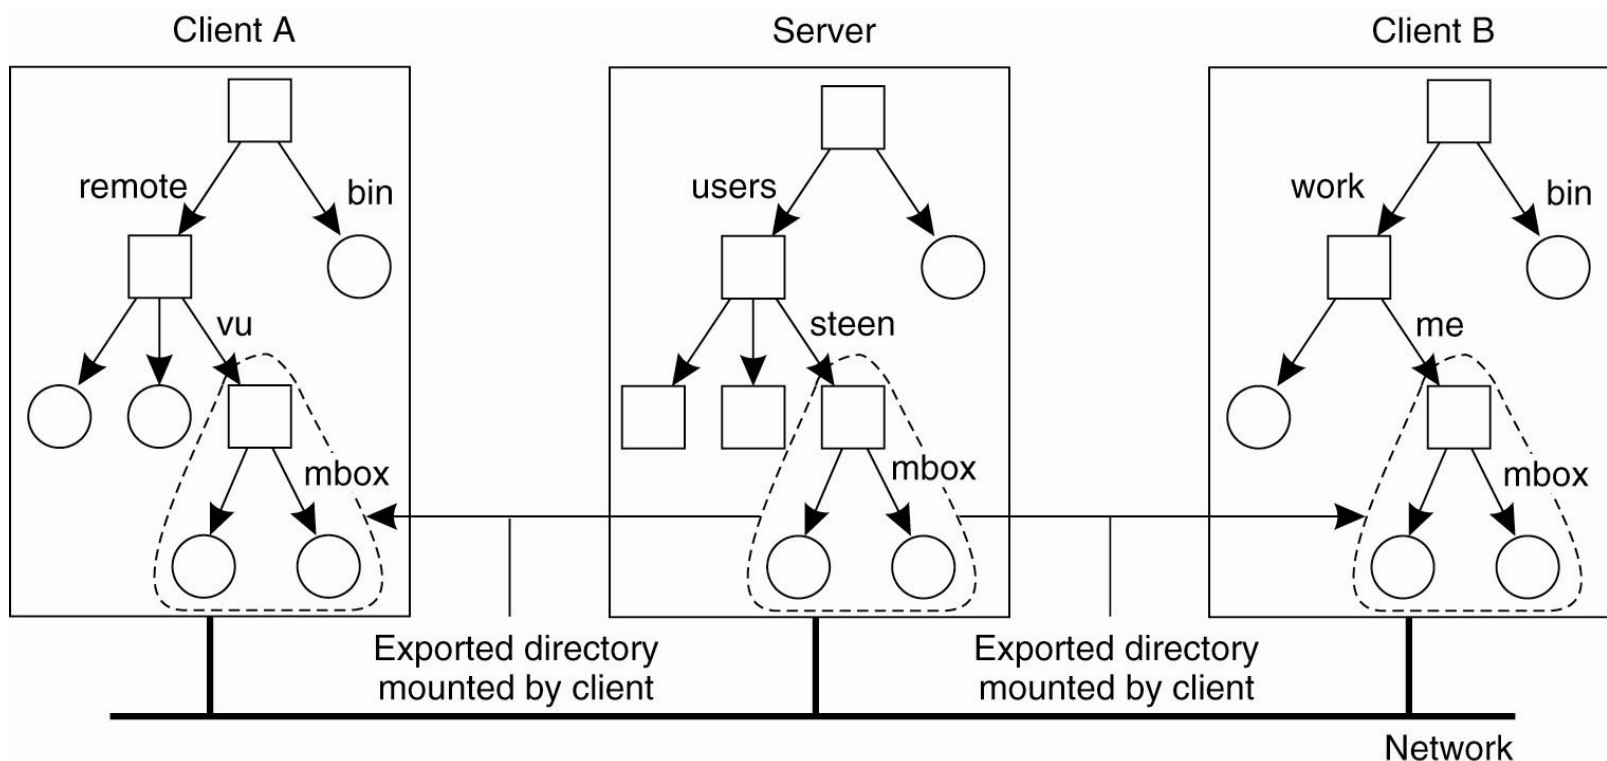 Client A
Server
Client B
remote
bin
users
work
bin
vu
steen
me
mbox
mbox
mbox
Exported directory
mounted by client
Exported directory
mounted by client
Network